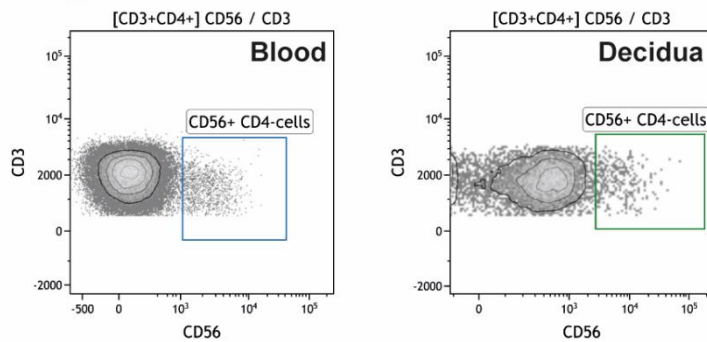 [CD3+CD4+] CD56 / CD3
Blood
CD56+ CD4-cells
CD3
10⁵
10⁴
2000
0
-2000
-500 0 10³ 10⁴ 10⁵
CD56
[CD3+CD4+] CD56 / CD3
Decidua
CD56+ CD4-cells
CD3
10⁵
10⁴
2000
0
-2000
0 10³ 10⁴ 10⁵
CD56